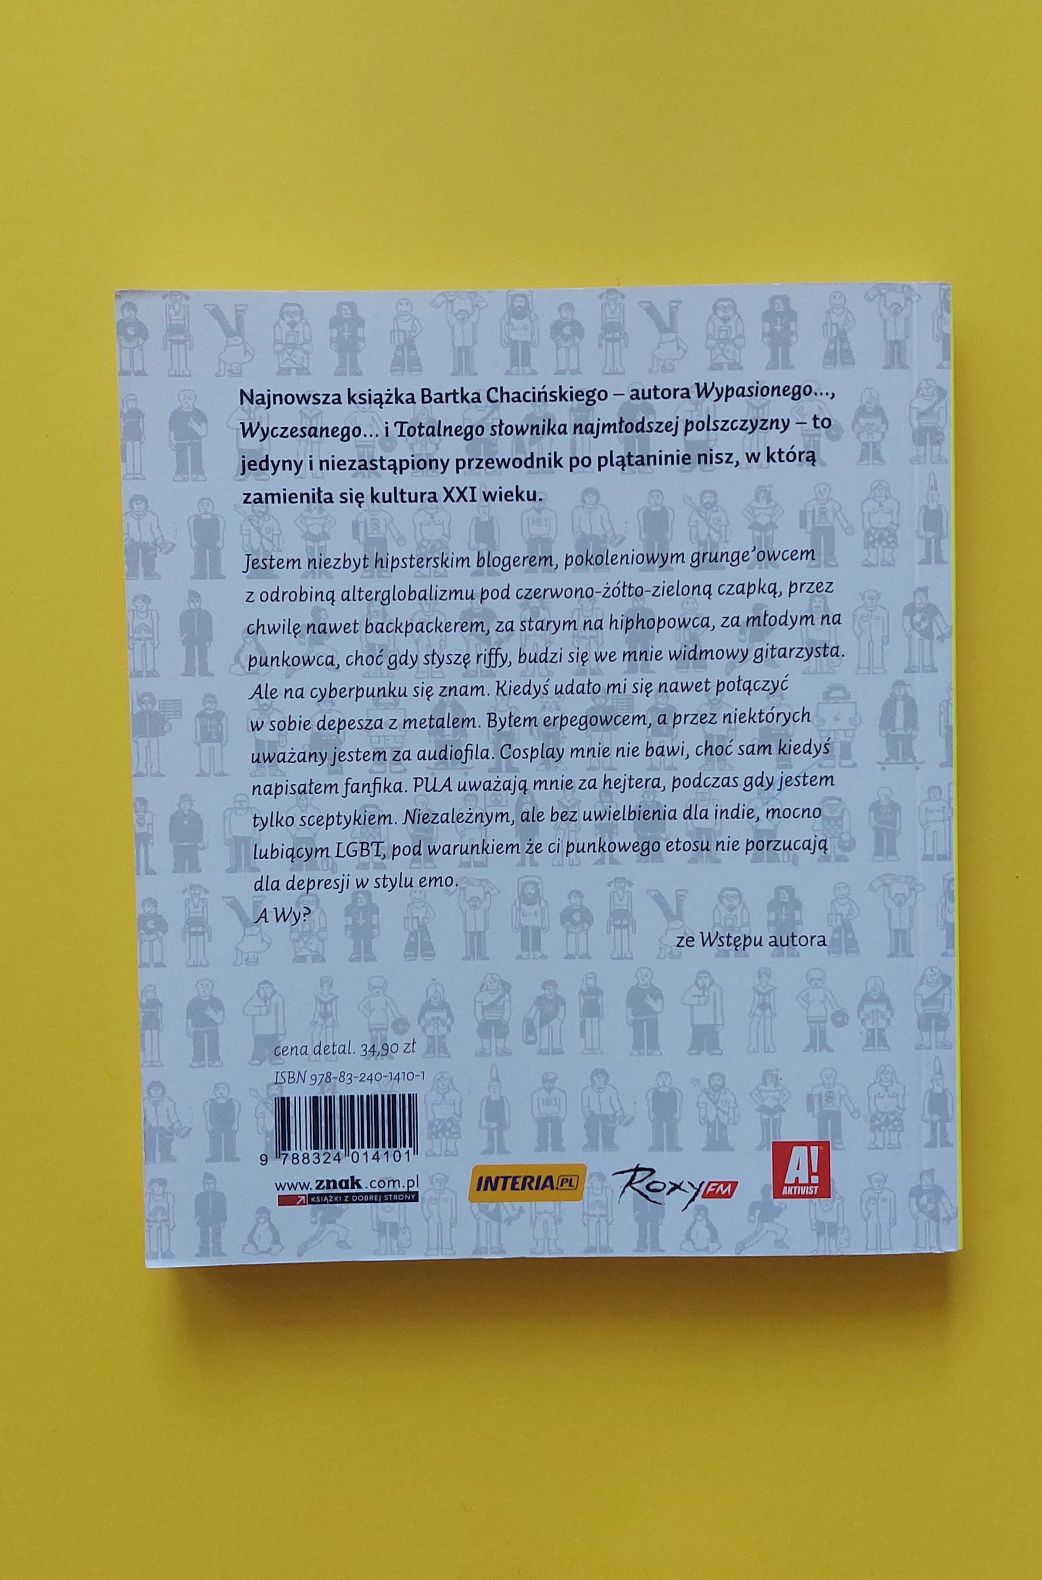 Najnowsza książka Bartka Chacińskiego – autora Wypasionego...,
Wyczesanego... i Totalnego słownika najmłodszej polszczyzny – to
jedyny i niezastąpiony przewodnik po plątaninie nisz, w którą
zamieniła się kultura XXI wieku.
Jestem niezbyt hipsterskim blogerem, pokoleniowym grunge'owcem
z odrobiną alterglobalizmu pod czerwono-żółto-zieloną czapką, przez
chwilę nawet backpackerem, za starym na hiphopowca, za młodym na
punkowca, choć gdy słyszę riffy, budzi się we mnie widmowy gitarzysta.
Ale na cyberpunku się znam. Kiedyś udało mi się nawet połączyć
w sobie depesza z metalem. Byłem erpegowcem, a przez niektórych
uważany jestem za audiofila. Cosplay mnie nie bawi, choć sam kiedyś
napisałem fanfika. PUA uważają mnie za hejtera, podczas gdy jestem
tylko sceptykiem. Niezależnym, ale bez uwielbienia dla indie, mocno
lubiącym LGBT, pod warunkiem że ci punkowego etosu nie porzucają
dla depresji w stylu emo.
A Wy?
ze Wstępu autora
cena detal. 34,90 zł
ISBN 978-83-240-1410-1
9 788324 014101
www.znak.com.pl
KSIĄŻKI Z DOBREJ STRONY
INTERIA.PL
ROXY FM
A!
AKTIVIST